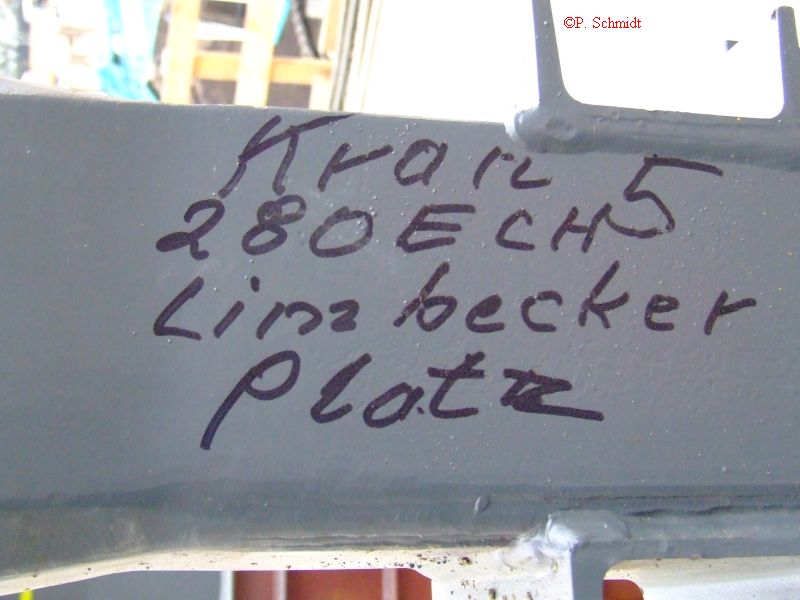 ©P. Schmidt
Kran 5
280 EC H
Limbecker
Platz